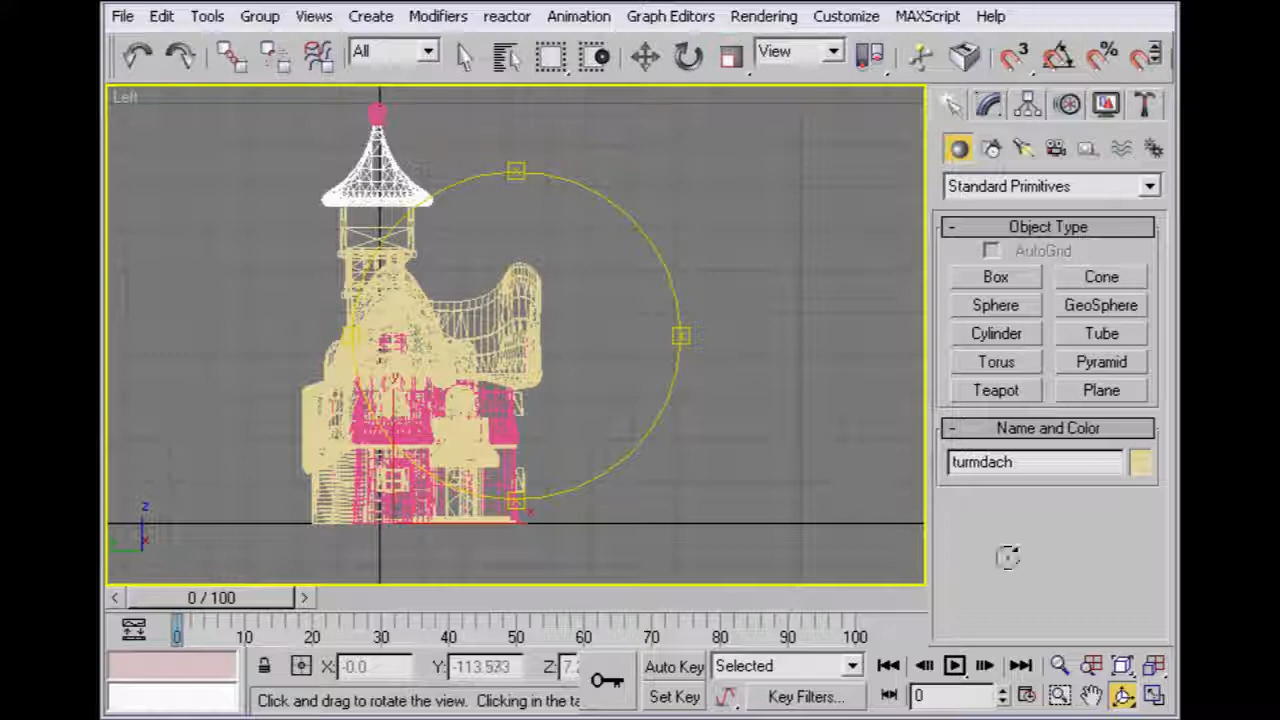 File Edit Tools Group Views Create Modifiers reactor Animation Graph Editors Rendering Customize MAXScript Help
All View 3 %
Left
Standard Primitives
- Object Type
AutoGrid
Box Cone
Sphere GeoSphere
Cylinder Tube
Torus Pyramid
Teapot Plane
- Name and Color
turmdach
z
x
x
y
< 0 / 100 >
0 10 20 30 40 50 60 70 80 90 100
X: -0.0 Y: -113.533 Z: Auto Key Selected
Click and drag to rotate the view. Clicking in the ta Set Key Key Filters... 0